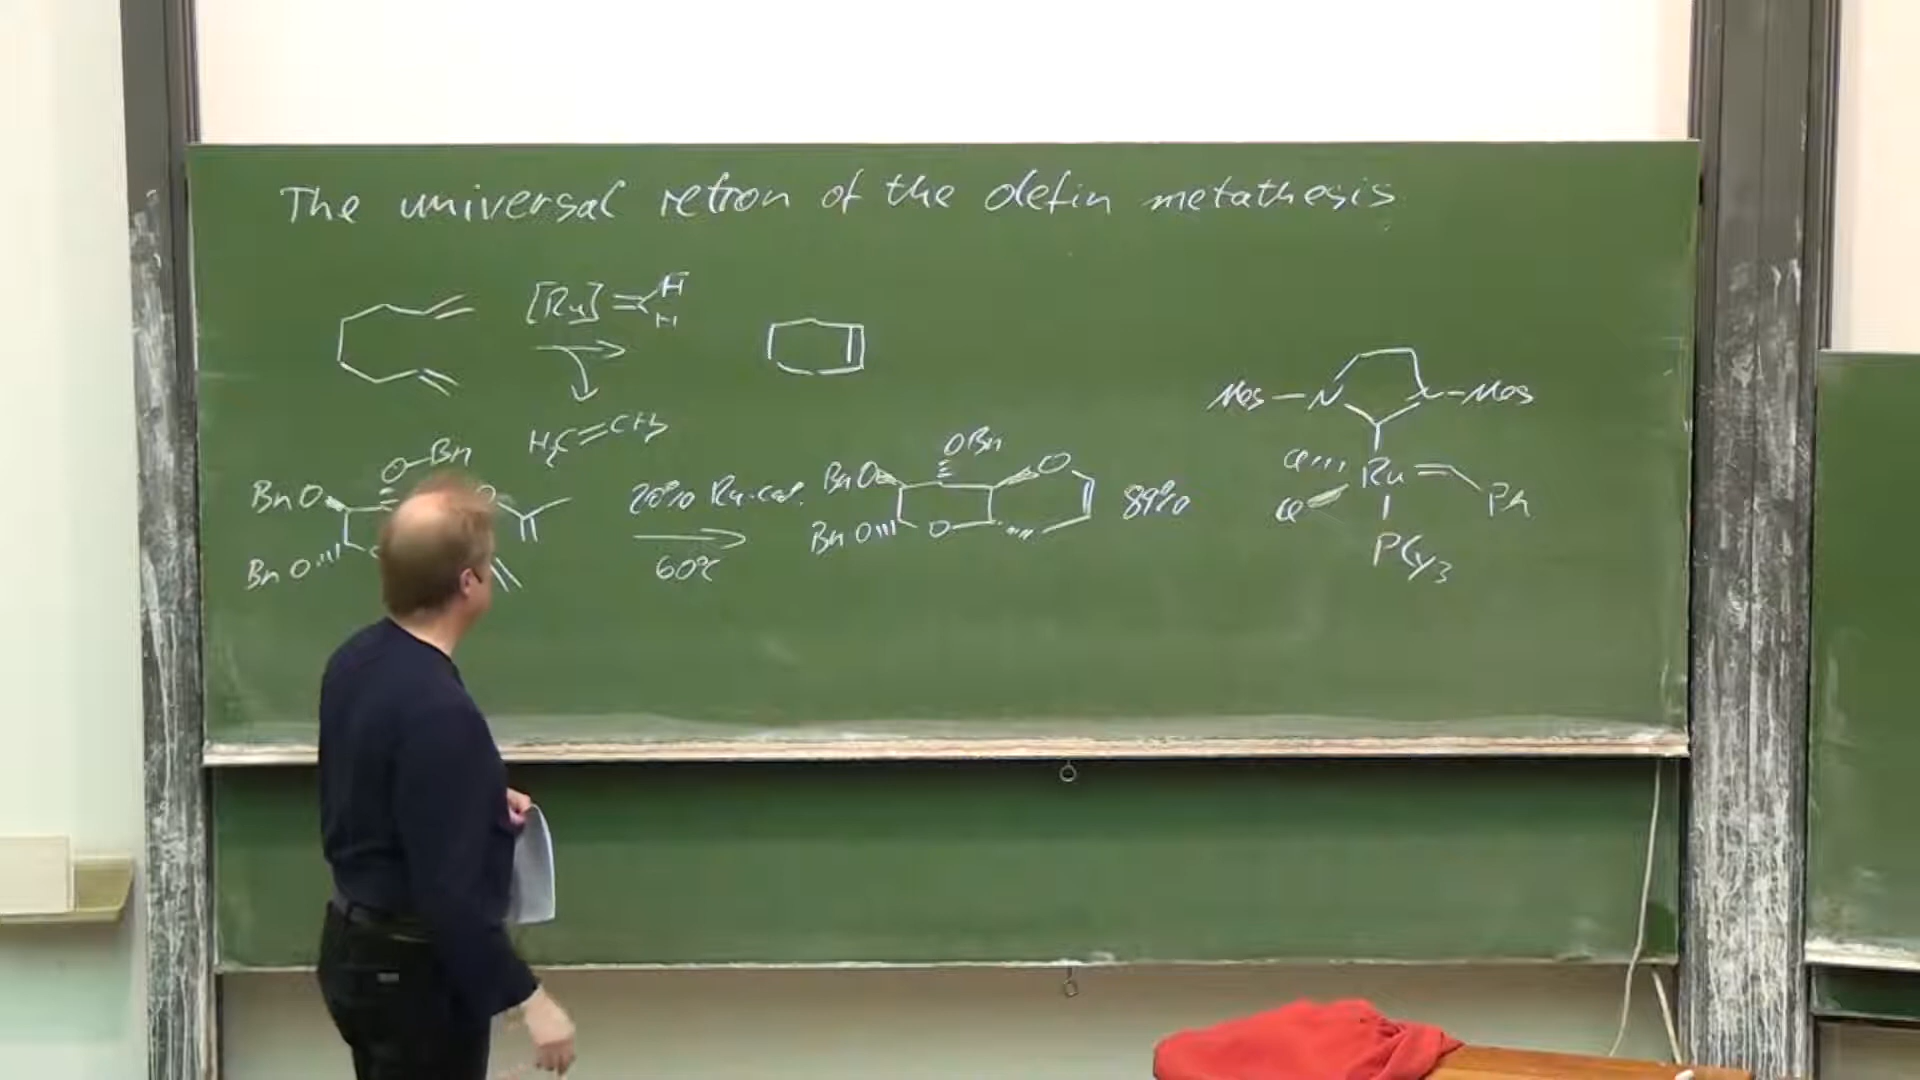 The universal retron of the olefin metathesis
[Ru]=
H
H
H₂C=CH₂
O-Bn
BnO
BnO
O
20% Ru-cat.
60°C
OBn
BnO
BnO
O
O
89%
Mes-N
N-Mes
Cl
Cl
Ru
Ph
PCy₃